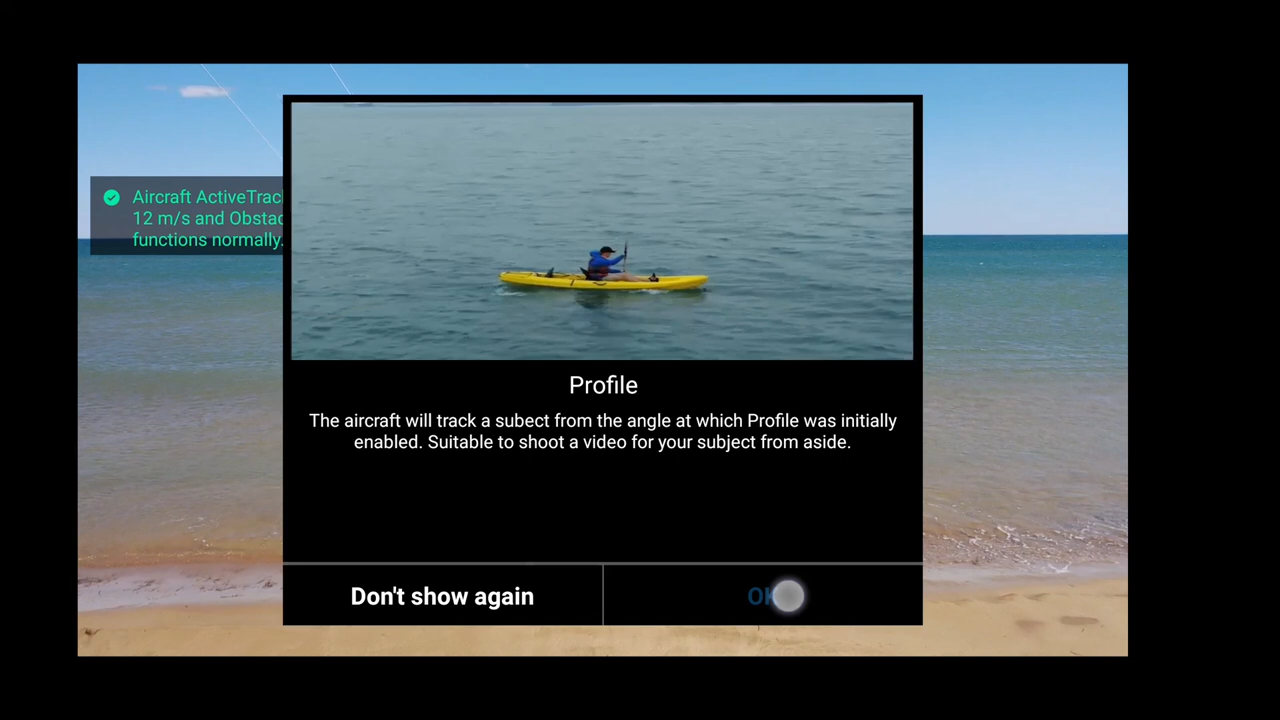 Aircraft ActiveTrac
12 m/s and Obstac
functions normally.
Profile
The aircraft will track a subect from the angle at which Profile was initially
enabled. Suitable to shoot a video for your subject from aside.
Don't show again
OK